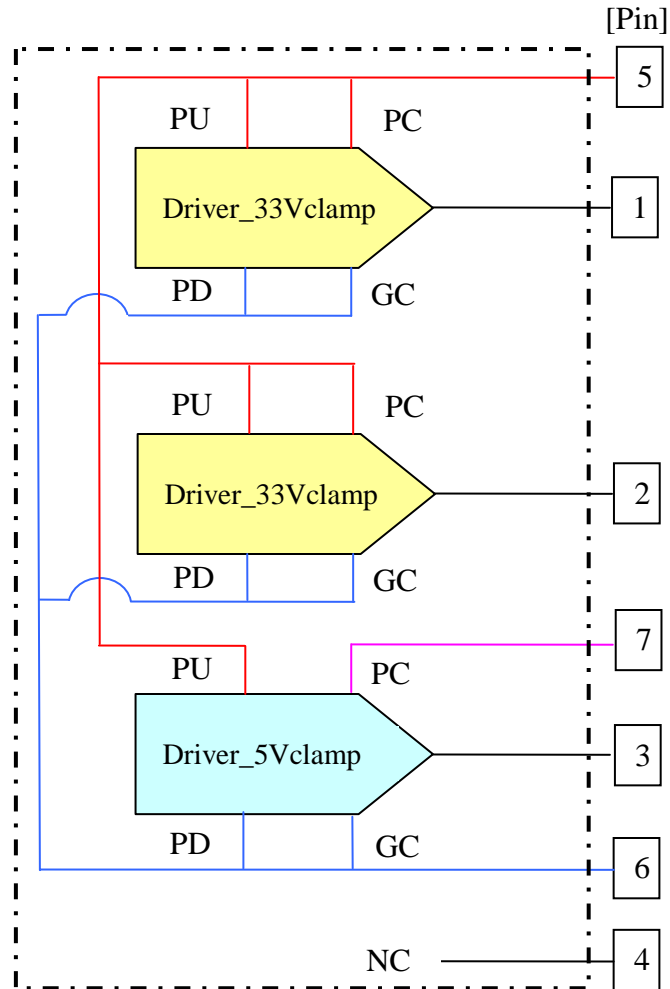 [Pin]
5
PU PC
Driver_33Vclamp
1
PD GC
PU PC
Driver_33Vclamp
2
PD GC
7
PU PC
Driver_5Vclamp
3
PD GC
6
NC
4